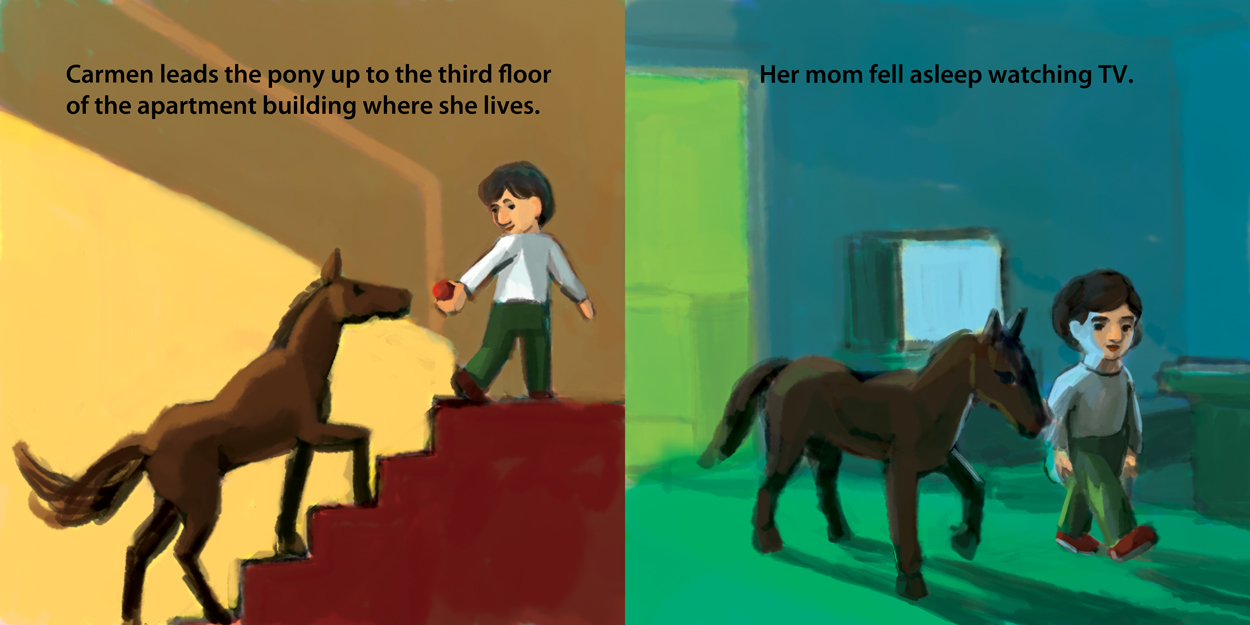 Carmen leads the pony up to the third floor
of the apartment building where she lives.
Her mom fell asleep watching TV.